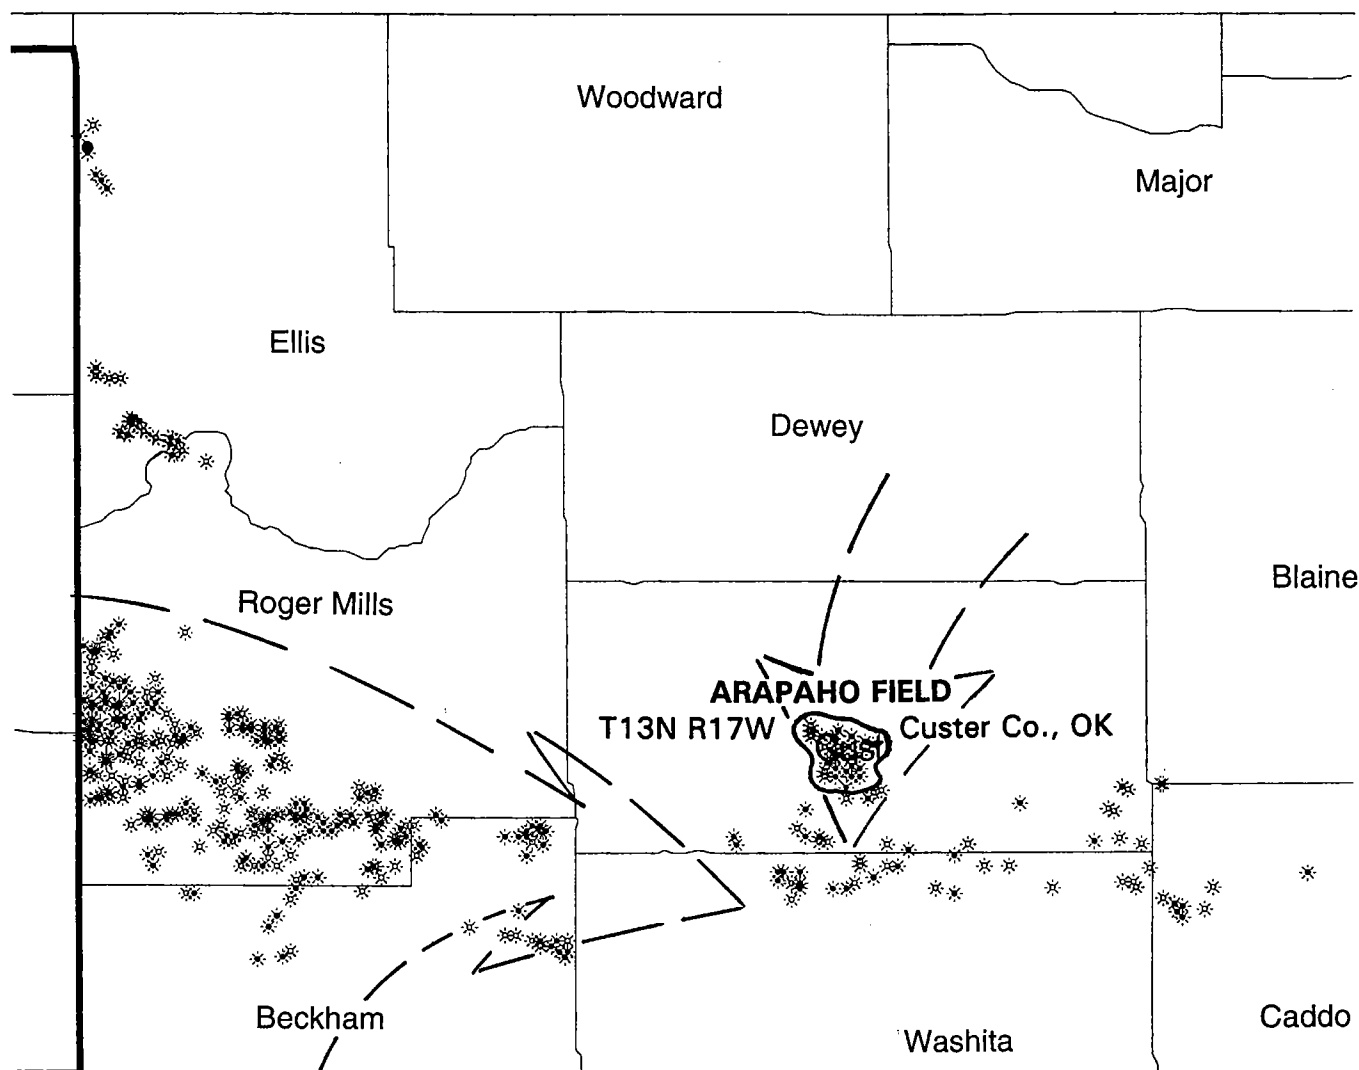 Woodward
Major
Ellis
Dewey
Blaine
Roger Mills
ARAPAHO FIELD
T13N R17W Custer Co., OK
Beckham
Caddo
Washita